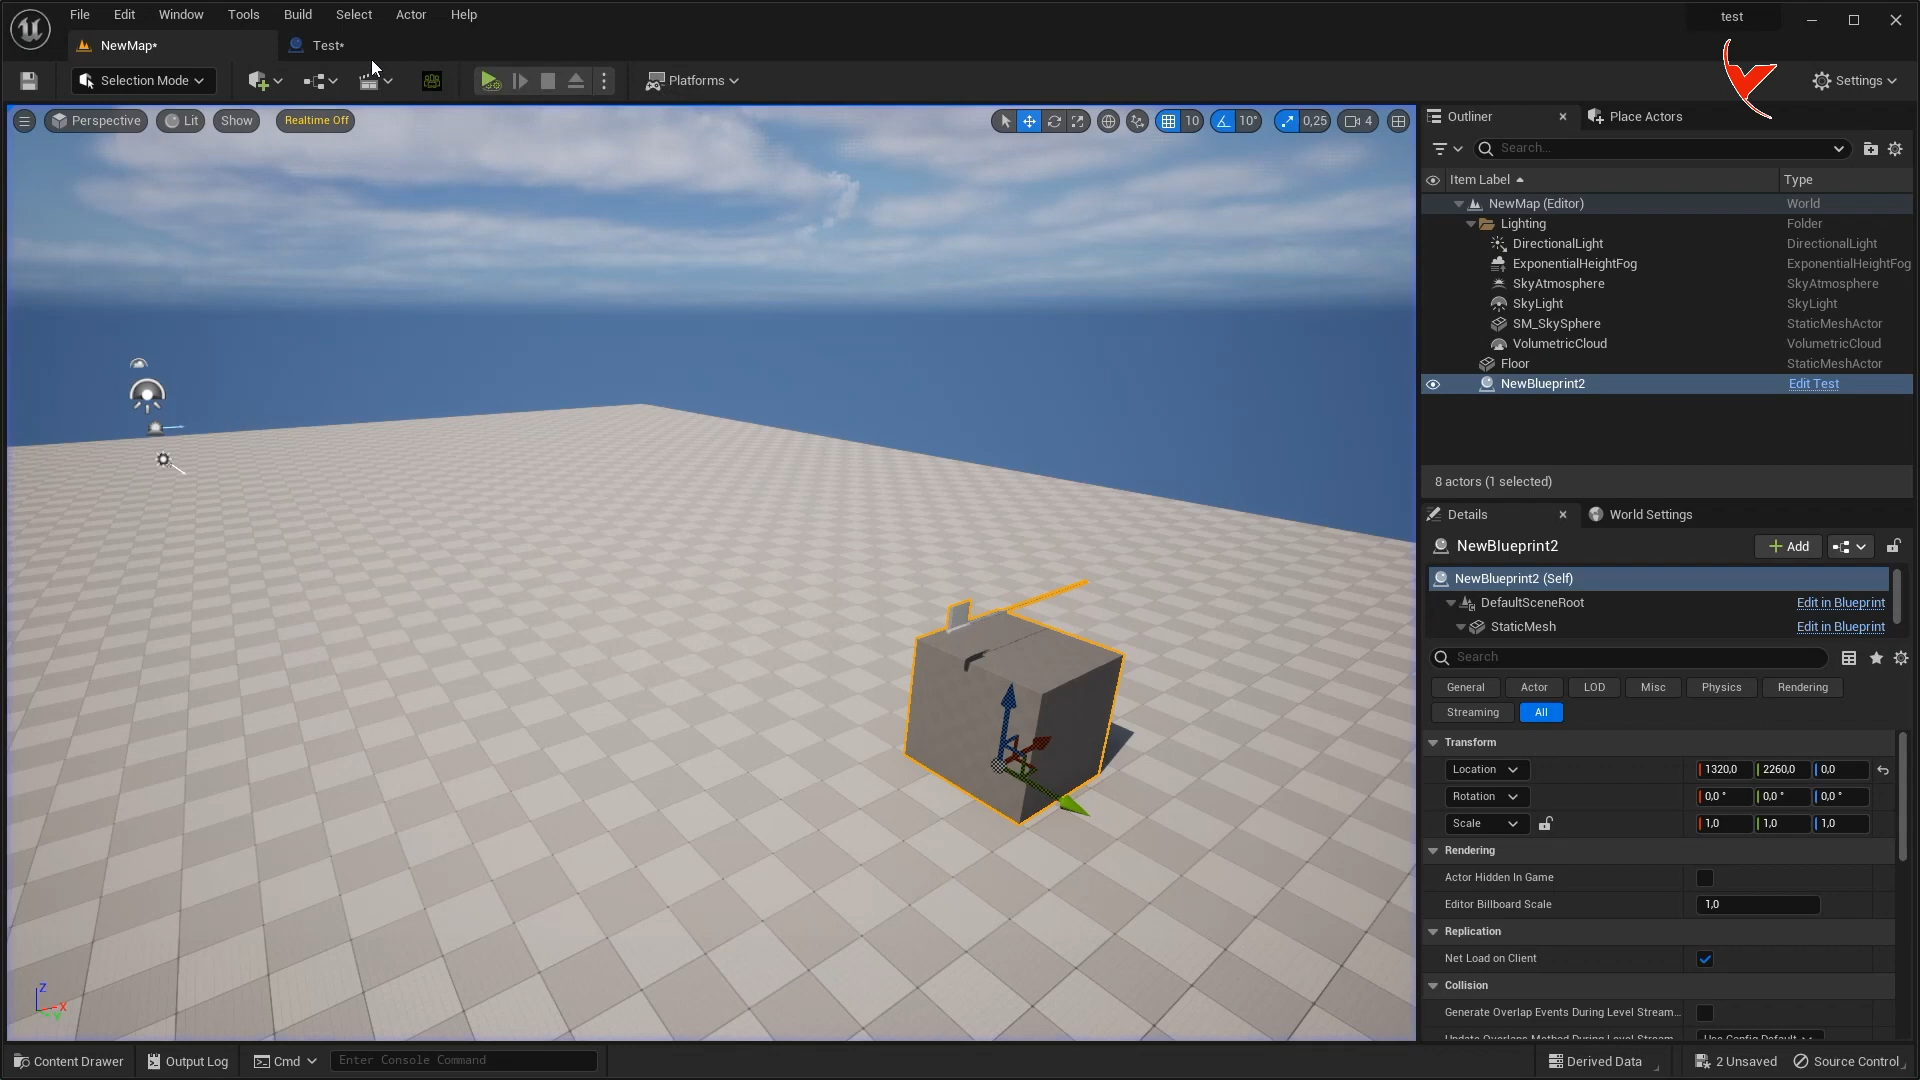 File Edit Window Tools Build Select Actor Help
test
NewMap*
Test*
Selection Mode
Platforms
Settings
Perspective
Lit
Show
Realtime Off
10
10°
0,25
4
Outliner
Place Actors
Search...
Item Label
Type
NewMap (Editor)
World
Lighting
Folder
DirectionalLight
DirectionalLight
ExponentialHeightFog
ExponentialHeightFog
SkyAtmosphere
SkyAtmosphere
SkyLight
SkyLight
SM_SkySphere
StaticMeshActor
VolumetricCloud
VolumetricCloud
Floor
StaticMeshActor
NewBlueprint2
Edit Test
8 actors (1 selected)
Details
World Settings
NewBlueprint2
Add
NewBlueprint2 (Self)
DefaultSceneRoot
Edit in Blueprint
StaticMesh
Edit in Blueprint
Search
General
Actor
LOD
Misc
Physics
Rendering
Streaming
All
Transform
Location
1320,0
2260,0
0,0
Rotation
0,0 °
0,0 °
0,0 °
Scale
1,0
1,0
1,0
Rendering
Actor Hidden In Game
Editor Billboard Scale
1,0
Replication
Net Load on Client
Collision
Generate Overlap Events During Level Stream...
Update Overlaps Method During Level Stream...
Use Config Default
Z
X
Y
Content Drawer
Output Log
Cmd
Enter Console Command
Derived Data
2 Unsaved
Source Control